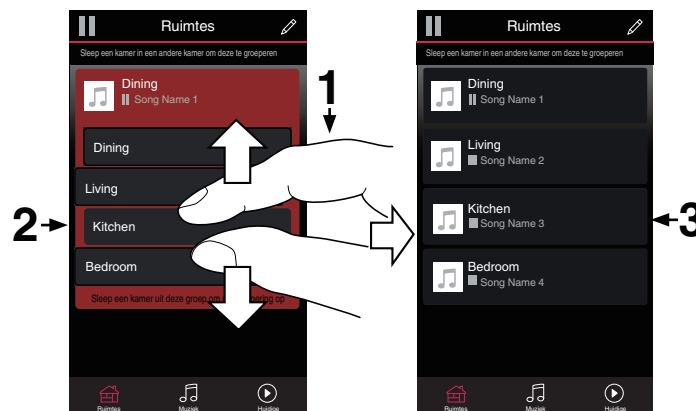 Ruimtes
Sleep een kamer in een andere kamer om deze te groeperen
Dining
Song Name 1
Dining
Living
Kitchen
Bedroom
Sleep een kamer uit deze groep om oepering op
Ruimtes
Muziek
Huidige
1
2
Ruimtes
Sleep een kamer in een andere kamer om deze te groeperen
Dining
Song Name 1
Living
Song Name 2
Kitchen
Song Name 3
Bedroom
Song Name 4
Ruimtes
Muziek
Huidige
3